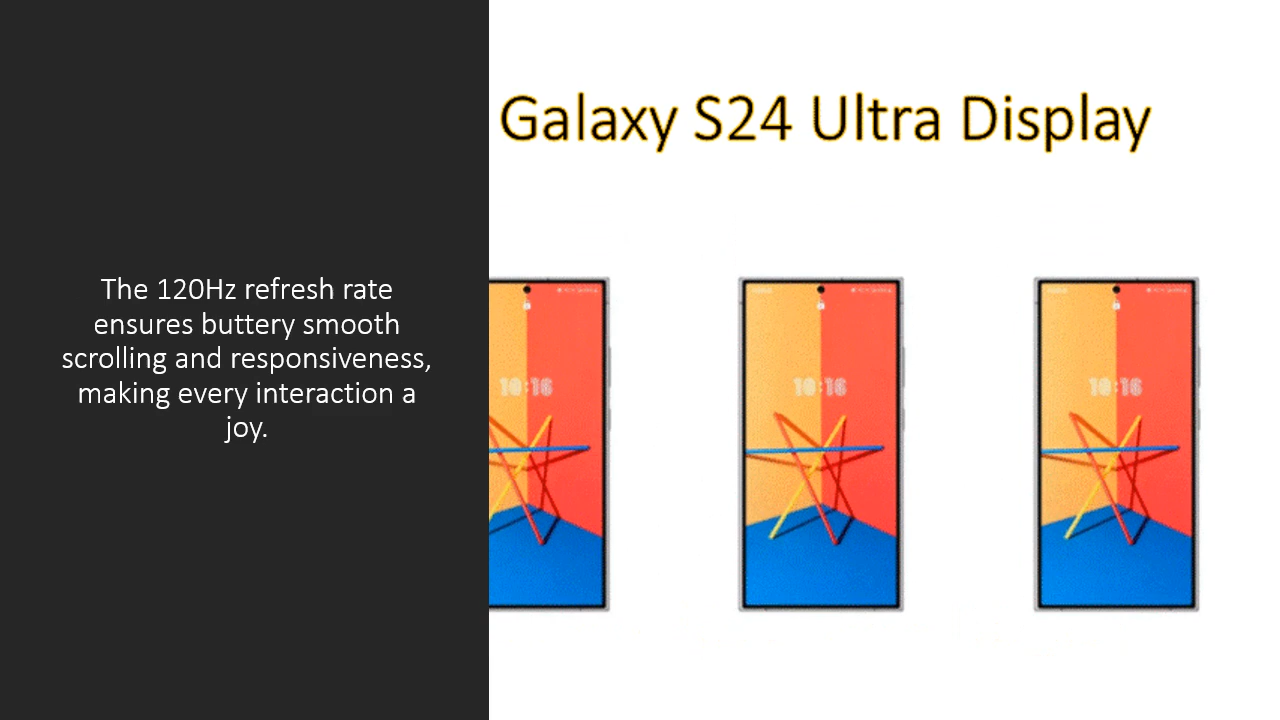 Galaxy S24 Ultra Display
The 120Hz refresh rate
ensures buttery smooth
scrolling and responsiveness,
making every interaction a
joy.
10:16
10:16
10:16